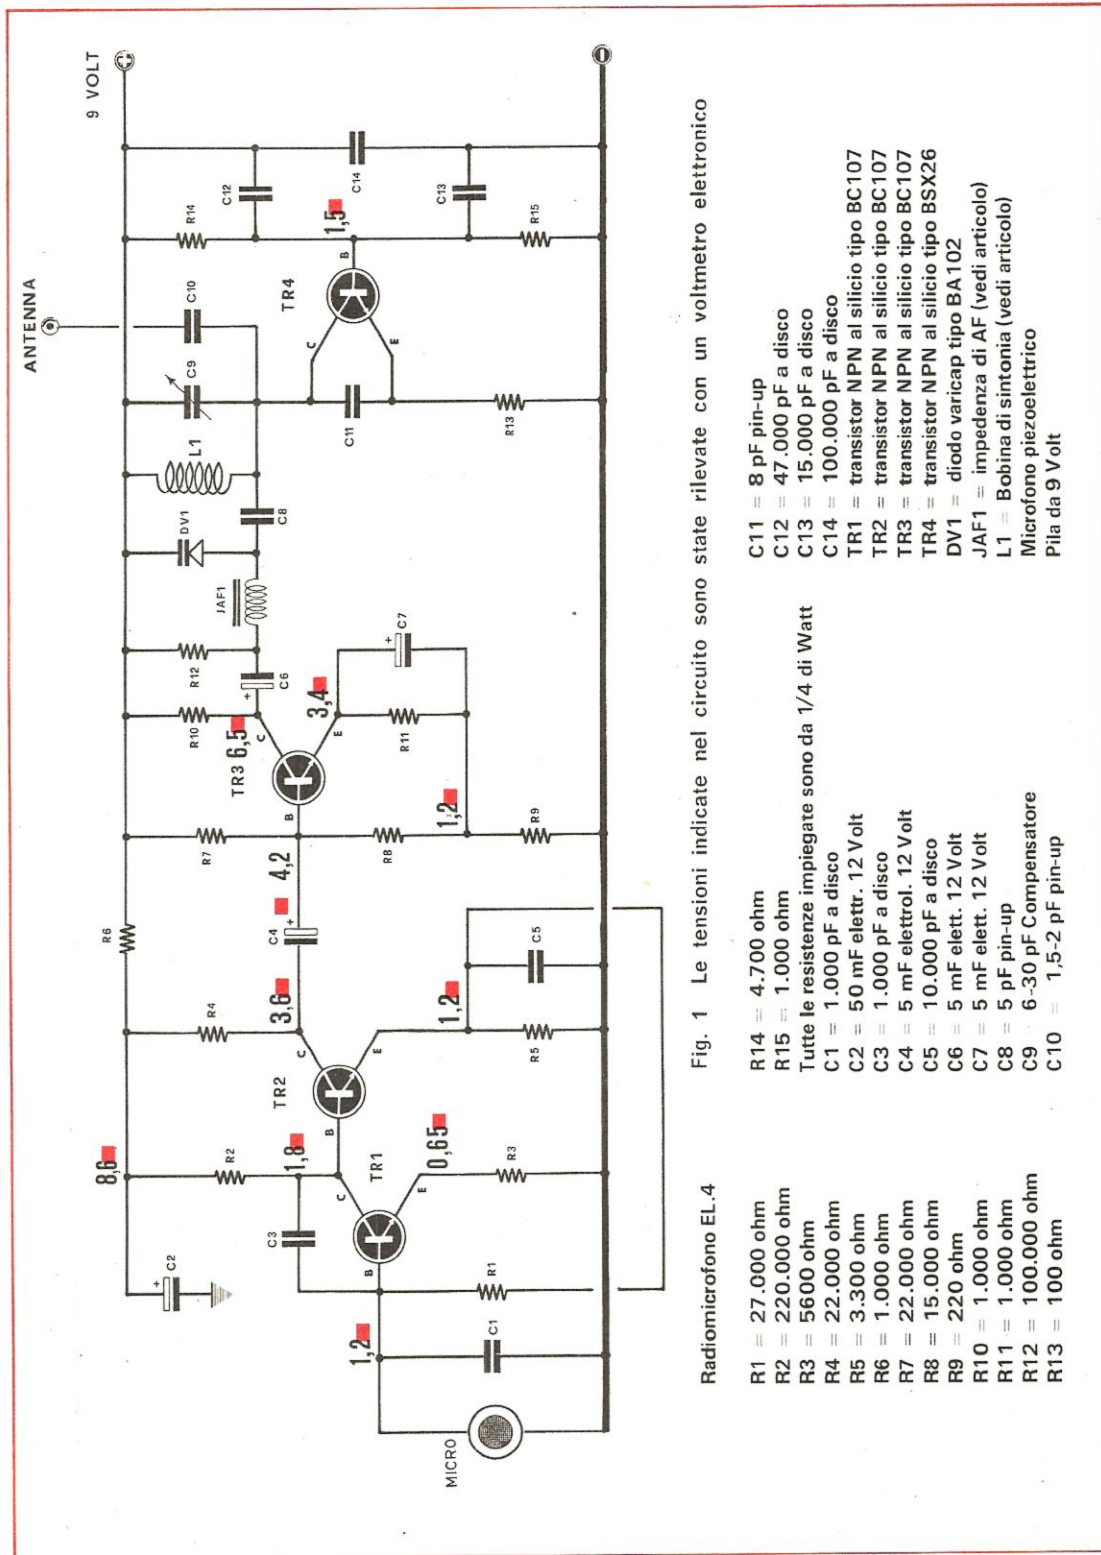 ANTENNA
9 VOLT
+
8,6
R6
C2
+
R2
R4
R7
R10
R12
JAF1
DV1
L1
C9
C10
R14
C12
C14
C3
1,8
3,6
C4
+
4,2
TR3
6,5
C
+
C6
C8
TR4
C
B
E
1,5
C11
C13
C
B
TR2
C
E
B
3,4
E
+
C7
R8
R11
1,2
R9
R13
R15
1,2
B
TR1
E
0,65
1,2
C5
R5
MICRO
C1
R1
R3
-
Fig. 1 Le tensioni indicate nel circuito sono state rilevate con un voltmetro elettronico
Radiomicrofono EL.4
R1 = 27.000 ohm
R2 = 220.000 ohm
R3 = 5600 ohm
R4 = 22.000 ohm
R5 = 3.300 ohm
R6 = 1.000 ohm
R7 = 22.000 ohm
R8 = 15.000 ohm
R9 = 220 ohm
R10 = 1.000 ohm
R11 = 1.000 ohm
R12 = 100.000 ohm
R13 = 100 ohm
R14 = 4.700 ohm
R15 = 1.000 ohm
Tutte le resistenze impiegate sono da 1/4 di Watt
C1 = 1.000 pF a disco
C2 = 50 mF elettr. 12 Volt
C3 = 1.000 pF a disco
C4 = 5 mF elettrol. 12 Volt
C5 = 10.000 pF a disco
C6 = 5 mF elett. 12 Volt
C7 = 5 mF elett. 12 Volt
C8 = 5 pF pin-up
C9 = 6-30 pF Compensatore
C10 = 1,5-2 pF pin-up
C11 = 8 pF pin-up
C12 = 47.000 pF a disco
C13 = 15.000 pF a disco
C14 = 100.000 pF a disco
TR1 = transistor NPN al silicio tipo BC107
TR2 = transistor NPN al silicio tipo BC107
TR3 = transistor NPN al silicio tipo BC107
TR4 = transistor NPN al silicio tipo BSX26
DV1 = diodo varicap tipo BA102
JAF1 = impedenza di AF (vedi articolo)
L1 = Bobina di sintonia (vedi articolo)
Microfono piezoelettrico
Pila da 9 Volt